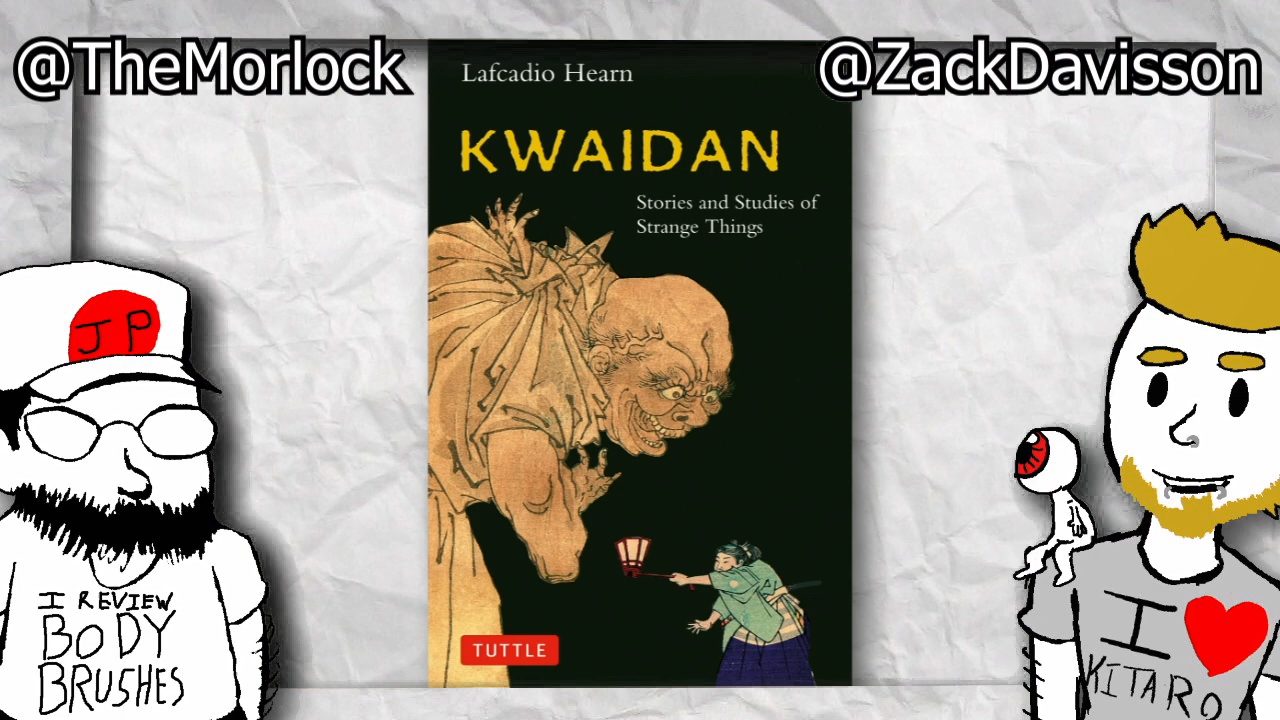 @TheMorlock
@ZackDavisson
Lafcadio Hearn
KWAIDAN
Stories and Studies of
Strange Things
TUTTLE
JP
I REVIEW
BODY
BRUSHES
I
KITARO